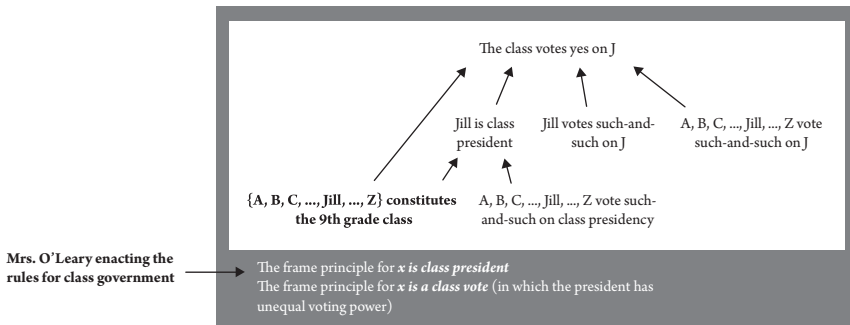 The class votes yes on J
Jill is class
president
Jill votes such-and-
such on J
A, B, C, ..., Jill, ..., Z vote
such-and-such on J
{A, B, C, ..., Jill, ..., Z} constitutes
the 9th grade class
A, B, C, ..., Jill, ..., Z vote such-
and-such on class presidency
Mrs. O’Leary enacting the
rules for class government
The frame principle for x is class president
The frame principle for x is a class vote (in which the president has
unequal voting power)